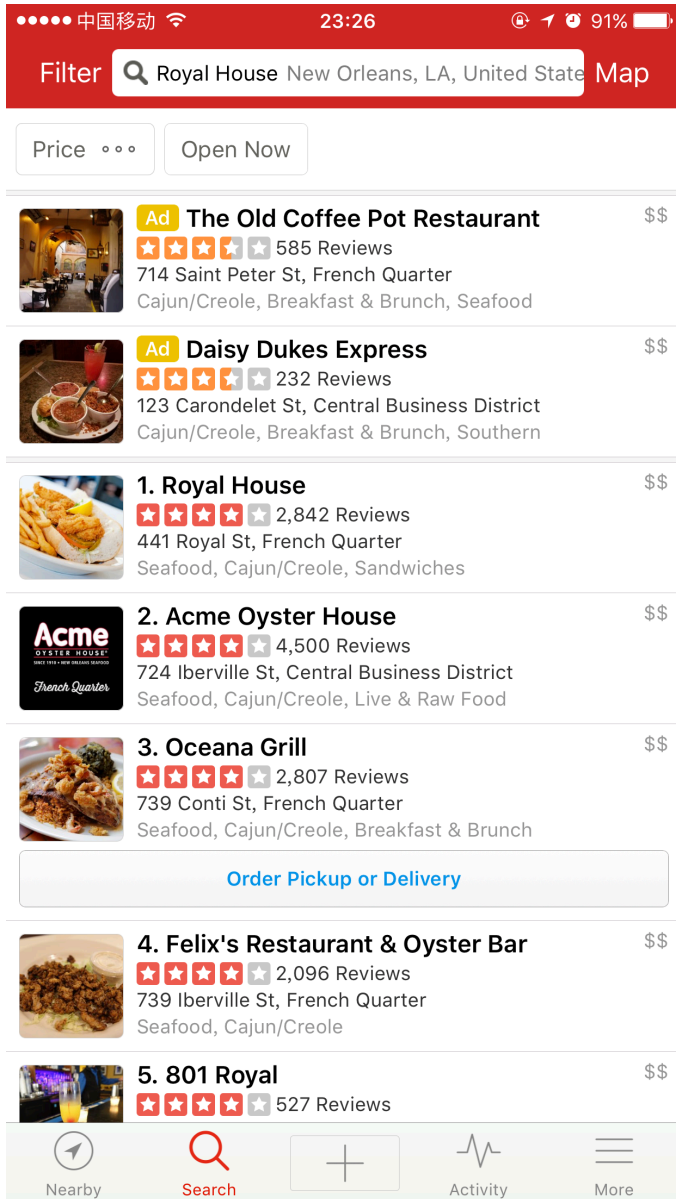 中国移动 23:26 91%
Filter Royal House New Orleans, LA, United State Map
Price Open Now
Ad The Old Coffee Pot Restaurant $$
585 Reviews
714 Saint Peter St, French Quarter
Cajun/Creole, Breakfast & Brunch, Seafood
Ad Daisy Dukes Express $$
232 Reviews
123 Carondelet St, Central Business District
Cajun/Creole, Breakfast & Brunch, Southern
1. Royal House $$
2,842 Reviews
441 Royal St, French Quarter
Seafood, Cajun/Creole, Sandwiches
2. Acme Oyster House $$
4,500 Reviews
724 Iberville St, Central Business District
Seafood, Cajun/Creole, Live & Raw Food
Acme
OYSTER HOUSE
SINCE 1910 • NEW ORLEANS SEAFOOD
French Quarter
3. Oceana Grill $$
2,807 Reviews
739 Conti St, French Quarter
Seafood, Cajun/Creole, Breakfast & Brunch
Order Pickup or Delivery
4. Felix's Restaurant & Oyster Bar $$
2,096 Reviews
739 Iberville St, French Quarter
Seafood, Cajun/Creole
5. 801 Royal $$
527 Reviews
Nearby Search Activity More